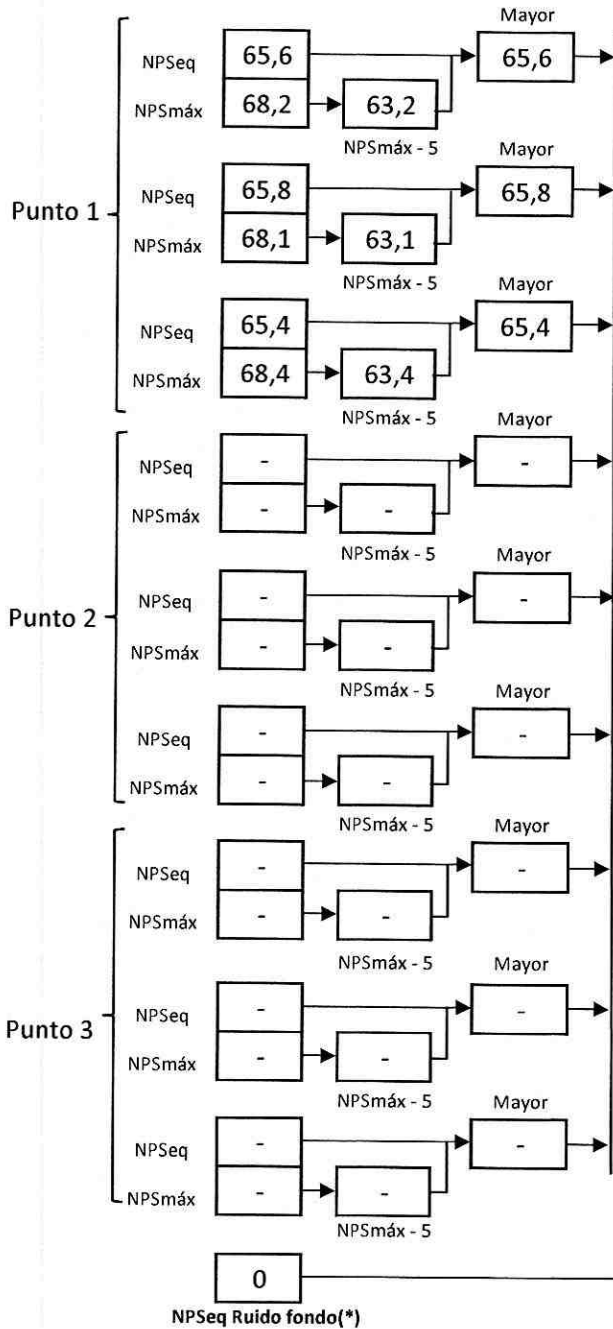 Mayor
NPSeq 65,6 65,6
NPSmáx 68,2 63,2
NPSmáx - 5
Mayor
Punto 1 NPSeq 65,8 65,8
NPSmáx 68,1 63,1
NPSmáx - 5
Mayor
NPSeq 65,4 65,4
NPSmáx 68,4 63,4
NPSmáx - 5
Mayor
NPSeq - -
NPSmáx - -
NPSmáx - 5
Mayor
Punto 2 NPSeq - -
NPSmáx - -
NPSmáx - 5
Mayor
NPSeq - -
NPSmáx - -
NPSmáx - 5
Mayor
NPSeq - -
NPSmáx - -
NPSmáx - 5
Mayor
Punto 3 NPSeq - -
NPSmáx - -
NPSmáx - 5
Mayor
NPSeq - -
NPSmáx - -
NPSmáx - 5
0
NPSeq Ruido fondo(*)